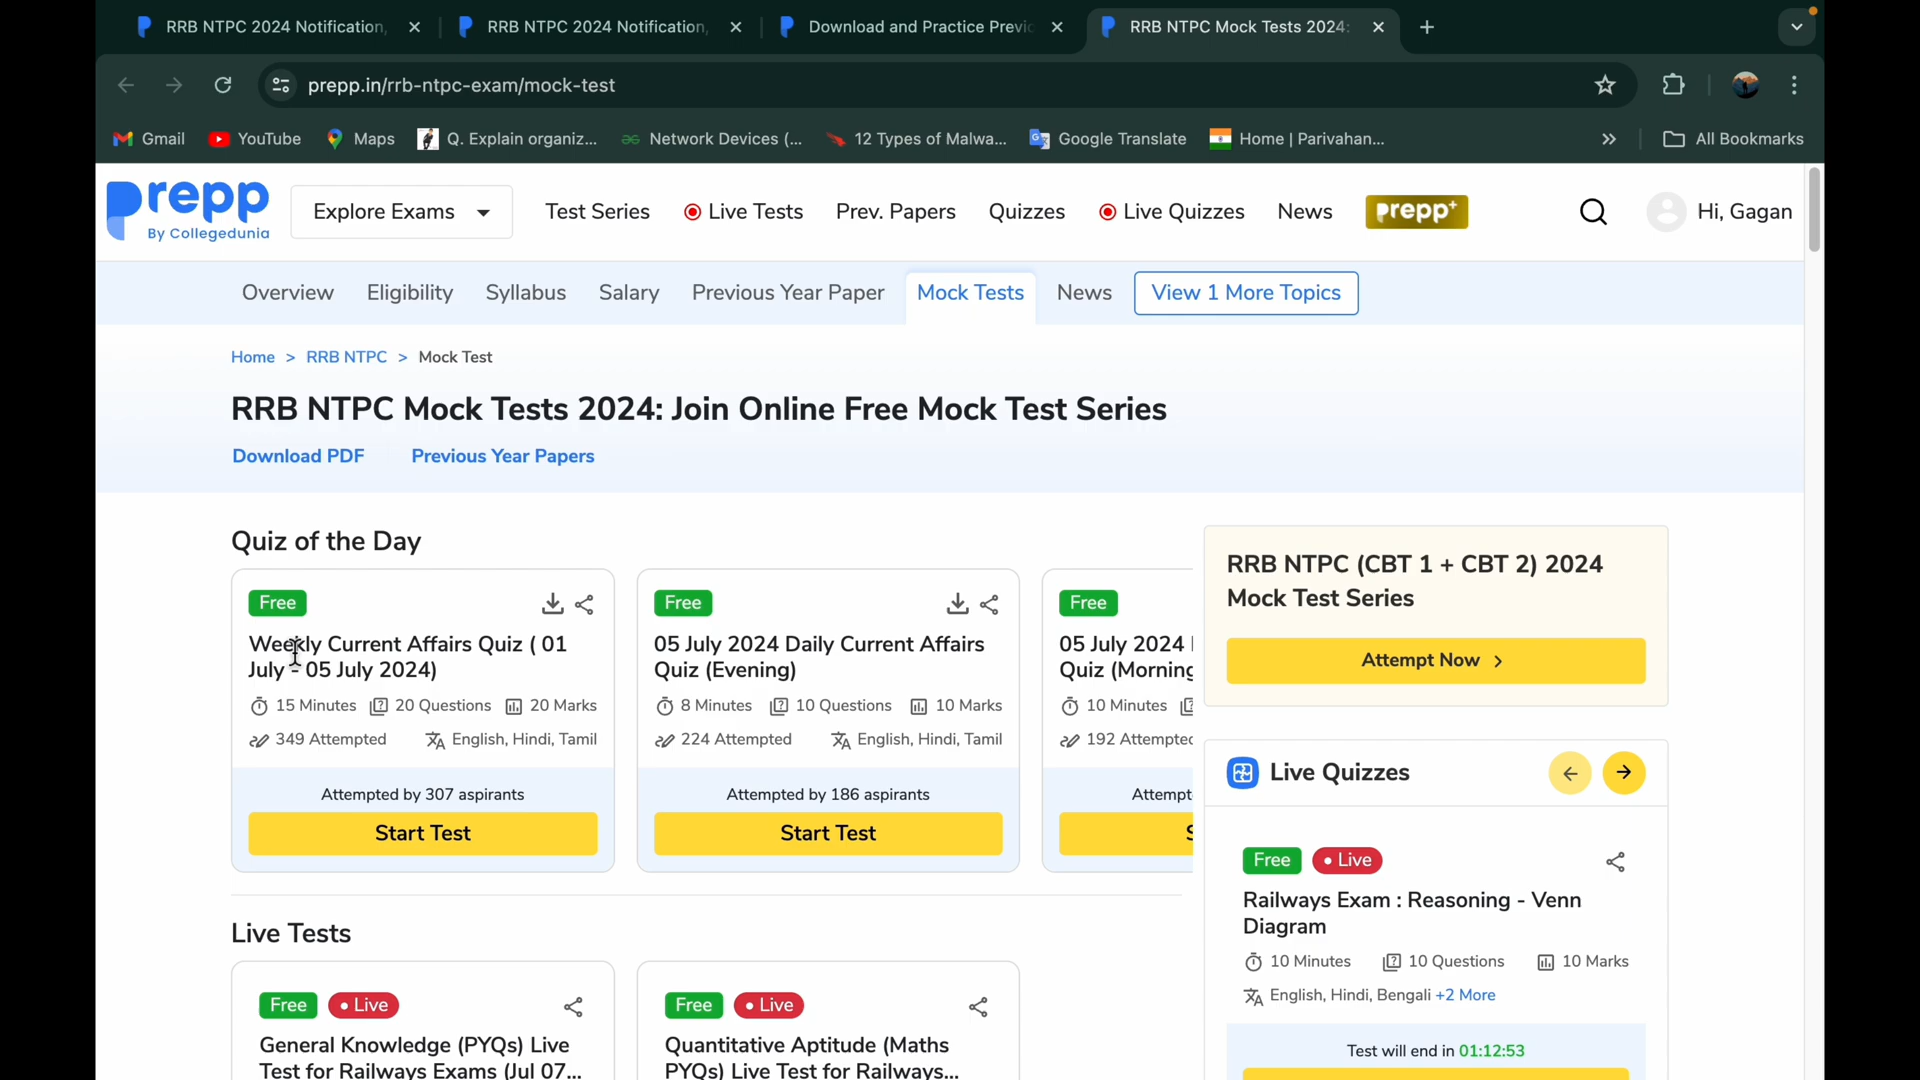 RRB NTPC 2024 Notification,
RRB NTPC 2024 Notification,
Download and Practice Previo
RRB NTPC Mock Tests 2024:
prepp.in/rrb-ntpc-exam/mock-test
Gmail
YouTube
Maps
Q. Explain organiz...
Network Devices (...
12 Types of Malwa...
Google Translate
Home | Parivahan...
All Bookmarks
prepp
By Collegedunia
Explore Exams
Test Series
Live Tests
Prev. Papers
Quizzes
Live Quizzes
News
prepp+
Hi, Gagan
Overview
Eligibility
Syllabus
Salary
Previous Year Paper
Mock Tests
News
View 1 More Topics
Home > RRB NTPC > Mock Test
RRB NTPC Mock Tests 2024: Join Online Free Mock Test Series
Download PDF
Previous Year Papers
Quiz of the Day
Free
Weekly Current Affairs Quiz ( 01
July - 05 July 2024)
15 Minutes 20 Questions 20 Marks
349 Attempted English, Hindi, Tamil
Attempted by 307 aspirants
Start Test
Free
05 July 2024 Daily Current Affairs
Quiz (Evening)
8 Minutes 10 Questions 10 Marks
224 Attempted English, Hindi, Tamil
Attempted by 186 aspirants
Start Test
Free
05 July 2024
Quiz (Morning
10 Minutes
192 Attempted
Attempt
S
RRB NTPC (CBT 1 + CBT 2) 2024
Mock Test Series
Attempt Now
Live Quizzes
Free
Live
Railways Exam : Reasoning - Venn
Diagram
10 Minutes 10 Questions 10 Marks
English, Hindi, Bengali +2 More
Test will end in 01:12:53
Live Tests
Free
Live
General Knowledge (PYQs) Live
Test for Railways Exams (Jul 07...
Free
Live
Quantitative Aptitude (Maths
PYQs) Live Test for Railways...